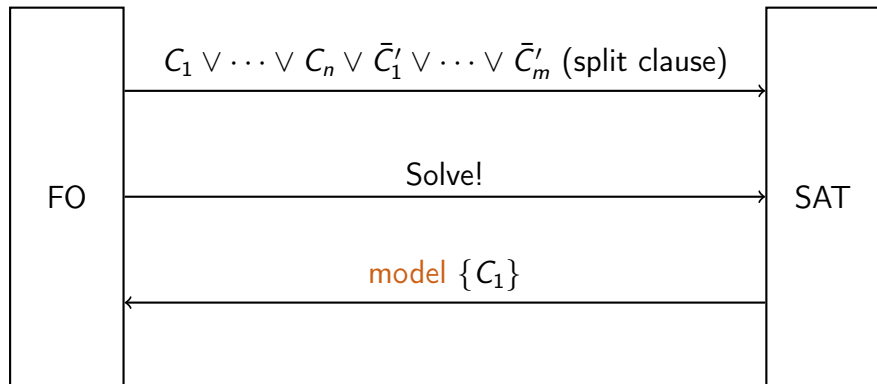 C₁ ∨ ⋯ ∨ Cₙ ∨ C̄′₁ ∨ ⋯ ∨ C̄′ₘ (split clause)
Solve!
FO
SAT
model {C₁}